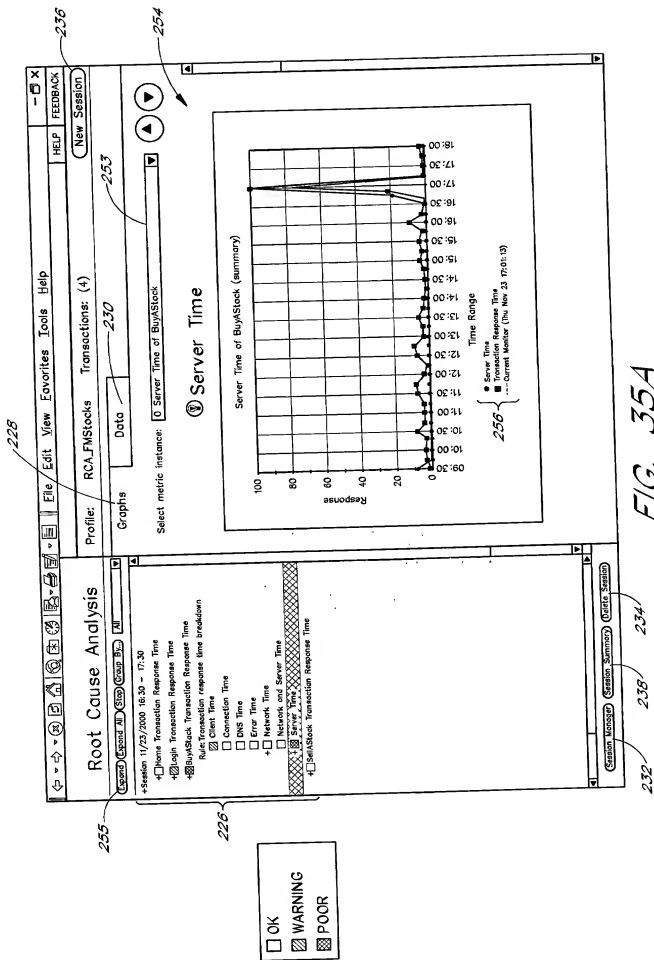 236
- x
HELP FEEDBACK
File Edit View Favorites Tools Help
New Session
Root Cause Analysis
Profile: RCA_FMStocks Transactions: (4)
228
230
253
254
255
Expand Expand All Stop Group By... All
Graphs Data
Select metric instance: 0 Server Time of BuyAStock
+Session 11/23/2000 16:30 - 17:30
+Home Transaction Response Time
+Login Transaction Response Time
+BuyAStock Transaction Response Time
Rule: Transaction response time breakdown
Client Time
Connection Time
DNS Time
Error Time
+Network Time
Network and Server Time
+Server Time
+SellAStock Transaction Response Time
226
Server Time
Server Time of BuyAStock (summary)
Response
100
80
60
40
20
0
09:30
10:00
10:30
11:00
11:30
12:00
12:30
13:00
13:30
14:00
14:30
15:00
15:30
16:00
16:30
17:00
17:30
18:00
Time Range
256
Server Time
Transaction Response Time
---- Current Monitor (Thu Nov 23 17:01:13)
Session Manager Session Summary Delete Session
232
238
234
OK
WARNING
POOR
FIG. 35A